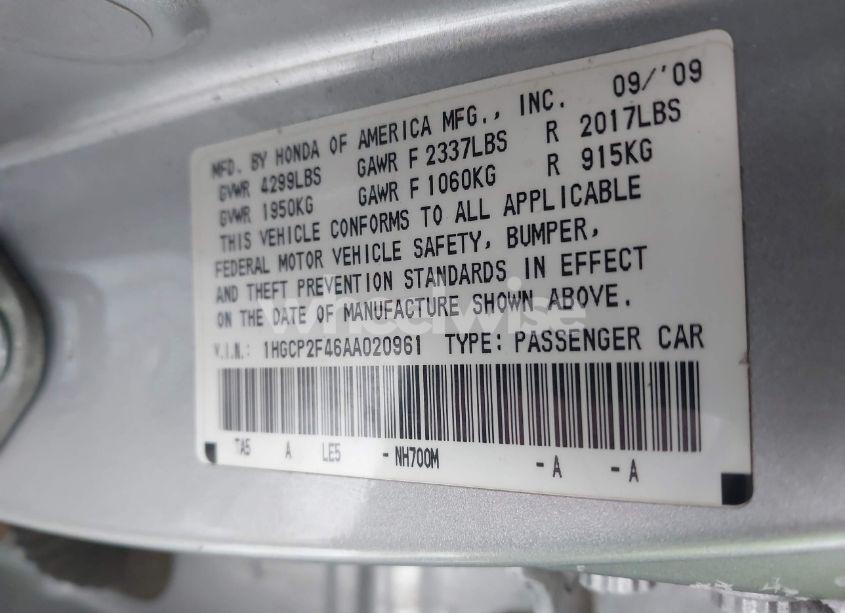 MFD. BY HONDA OF AMERICA MFG., INC. 09/'09
GVWR 4299LBS GAWR F 2337LBS R 2017LBS
GVWR 1950KG GAWR F 1060KG R 915KG
THIS VEHICLE CONFORMS TO ALL APPLICABLE
FEDERAL MOTOR VEHICLE SAFETY, BUMPER,
AND THEFT PREVENTION STANDARDS IN EFFECT
ON THE DATE OF MANUFACTURE SHOWN ABOVE.
wheelwise
V.I.N.: 1HGCP2F46AA020961 TYPE: PASSENGER CAR
TA5 A LE5 - NH700M - A - A